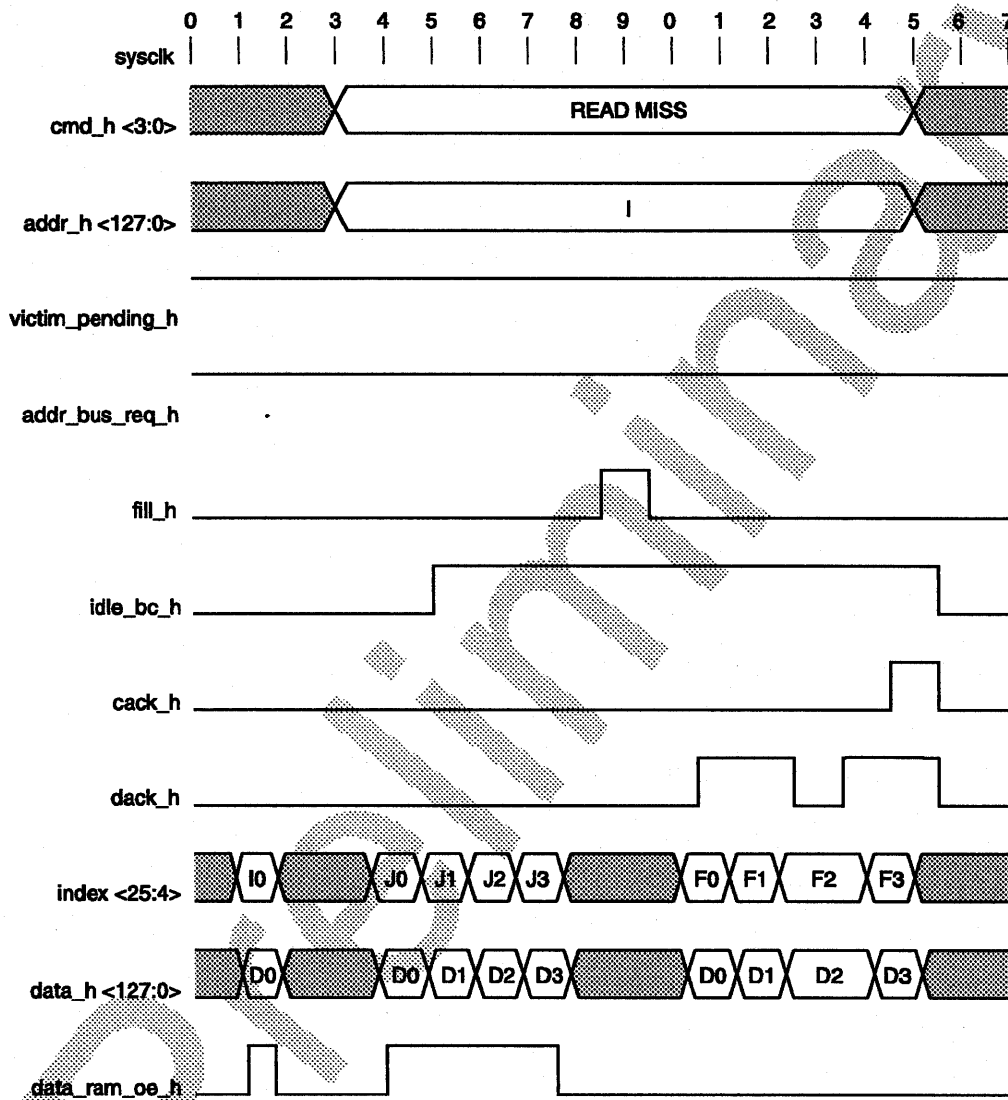 0 1 2 3 4 5 6 7 8 9 0 1 2 3 4 5 6 7
sysclk
cmd_h <3:0> READ MISS
addr_h <127:0> I
victim_pending_h
addr_bus_req_h
fill_h
idle_bc_h
cack_h
dack_h
index <25:4> I0 J0 J1 J2 J3 F0 F1 F2 F3
data_h <127:0> D0 D0 D1 D2 D3 D0 D1 D2 D3
data_ram_oe_h
Preliminary